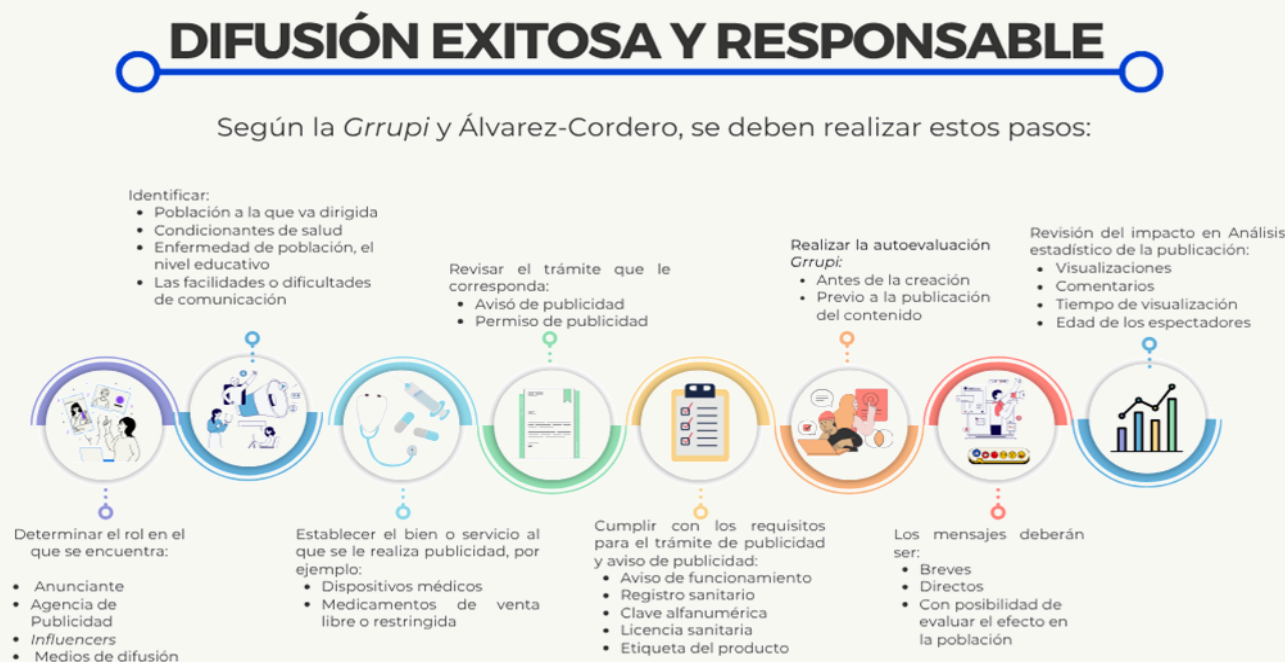 DIFUSIÓN EXITOSA Y RESPONSABLE
Según la Grrupi y Álvarez-Cordero, se deben realizar estos pasos:
Determinar el rol en el
que se encuentra:
• Anunciante
• Agencia de
Publicidad
• Influencers
• Medios de difusión
Identificar:
• Población a la que va dirigida
• Condicionantes de salud
• Enfermedad de población, el
nivel educativo
• Las facilidades o dificultades
de comunicación
Establecer el bien o servicio al
que se le realiza publicidad, por
ejemplo:
• Dispositivos médicos
• Medicamentos de venta
libre o restringida
Revisar el trámite que le
corresponda:
• Avisó de publicidad
• Permiso de publicidad
Cumplir con los requisitos
para el trámite de publicidad
y aviso de publicidad:
• Aviso de funcionamiento
• Registro sanitario
• Clave alfanumérica
• Licencia sanitaria
• Etiqueta del producto
Realizar la autoevaluación
Grrupi:
• Antes de la creación
• Previo a la publicación
del contenido
Los mensajes deberán
ser:
• Breves
• Directos
• Con posibilidad de
evaluar el efecto en
la población
Revisión del impacto en Análisis
estadístico de la publicación:
• Visualizaciones
• Comentarios
• Tiempo de visualización
• Edad de los espectadores